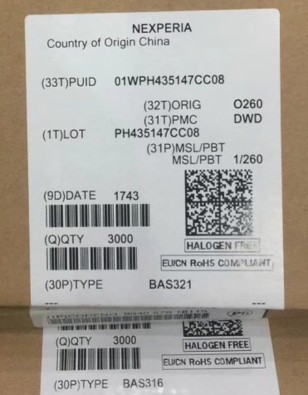 NEXPERIA
Country of Origin China
(33T)PUID 01WPH435147CC08
(32T)ORIG O260
(31T)PMC DWD
(1T)LOT PH435147CC08
(31P)MSL/PBT
MSL/PBT 1/260
(9D)DATE 1743
(Q)QTY 3000
HALOGEN FREE
EU/CN RoHS COMPLIANT
(30P)TYPE BAS321
(Q)QTY 3000
HALOGEN FREE
EU/CN RoHS COMPLIANT
(30P)TYPE BAS316